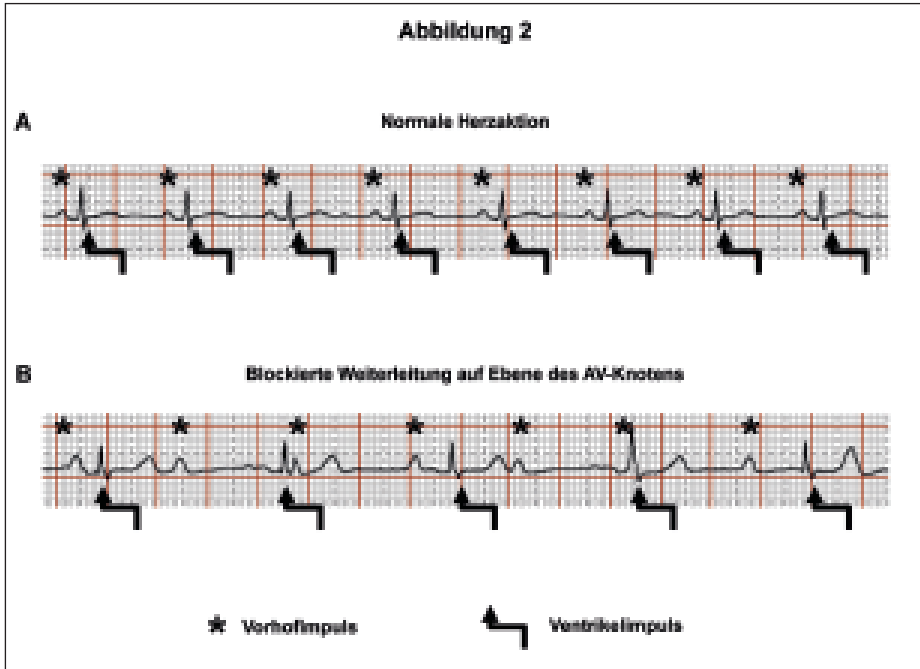 Abbildung 2
A
Normale Herzaktion
B
Blockierte Weiterleitung auf Ebene des AV-Knotens
* Vorhofimpuls
Ventrikelimpuls